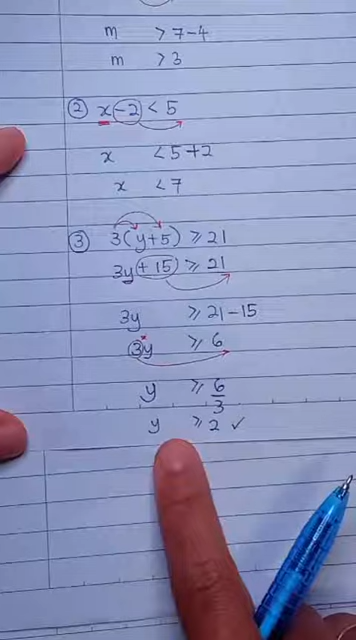 m > 7-4
m > 3
② x - 2 < 5
x < 5 + 2
x < 7
③ 3(y+5) ⩾ 21
3y + 15 ⩾ 21
3y ⩾ 21 - 15
3y ⩾ 6
y ⩾ 6/3
y ⩾ 2 ✓